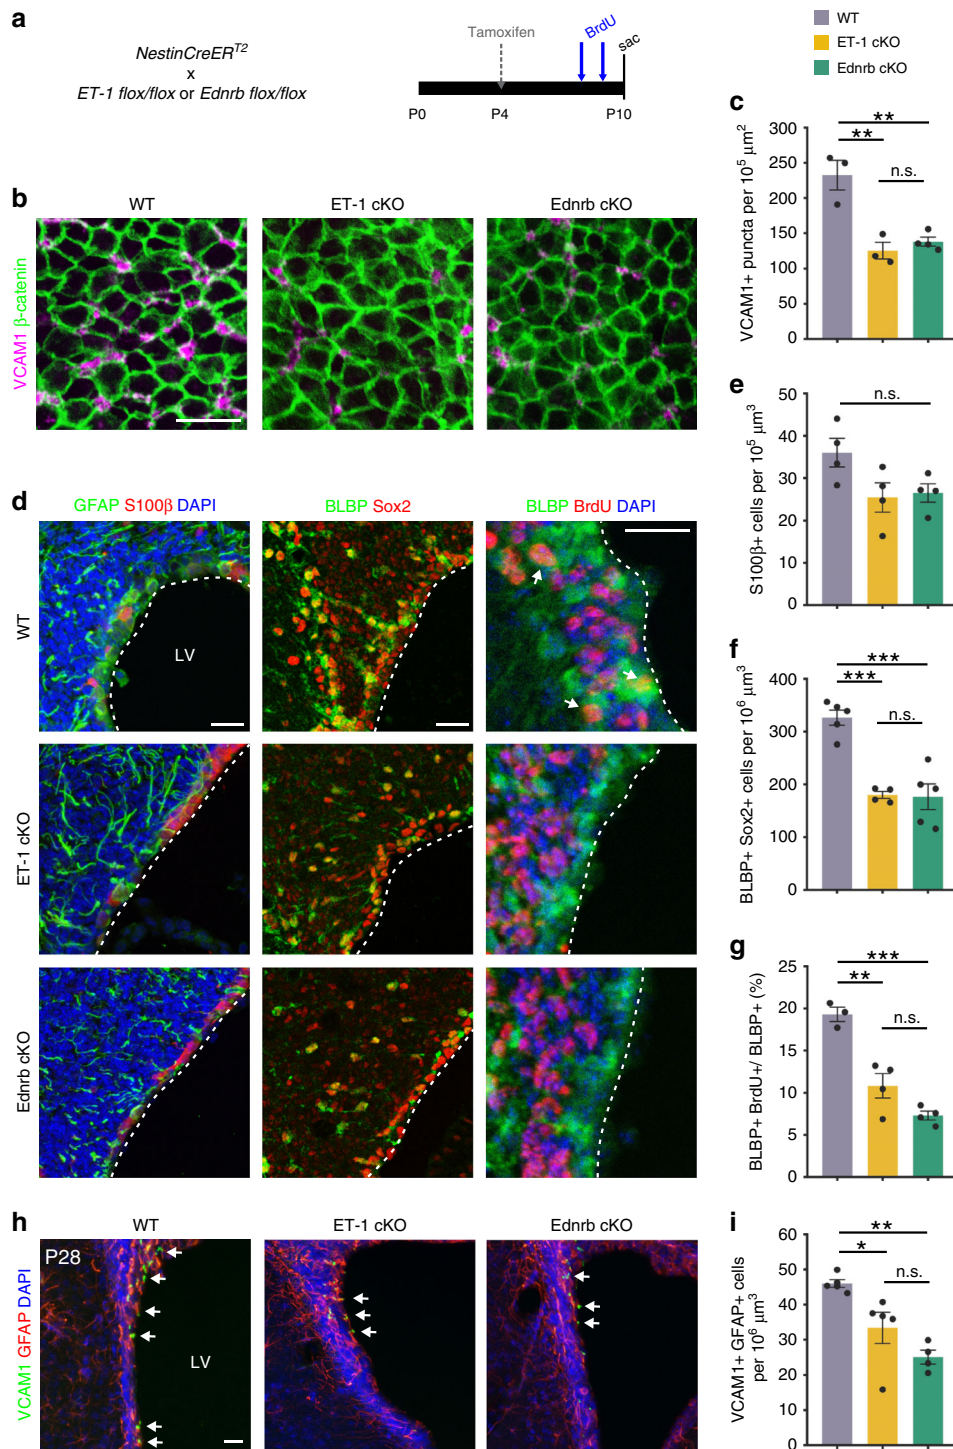 a
NestinCreER^T2
x
ET-1 flox/flox or Ednrb flox/flox
Tamoxifen
BrdU
sac
P0
P4
P10
WT
ET-1 cKO
Ednrb cKO
b
WT
ET-1 cKO
Ednrb cKO
VCAM1 β-catenin
c
VCAM1+ puncta per 10^5 μm^2
300
250
200
150
100
50
0
**
**
n.s.
d
GFAP S100β DAPI
BLBP Sox2
BLBP BrdU DAPI
WT
LV
ET-1 cKO
Ednrb cKO
e
S100β+ cells per 10^5 μm^3
50
40
30
20
10
0
n.s.
f
BLBP+ Sox2+ cells per 10^6 μm^3
400
300
200
100
0
***
***
n.s.
g
BLBP+ BrdU+/ BLBP+ (%)
25
20
15
10
5
0
***
**
n.s.
h
WT
ET-1 cKO
Ednrb cKO
VCAM1 GFAP DAPI
P28
LV
i
VCAM1+ GFAP+ cells
per 10^6 μm^3
60
50
40
30
20
10
0
**
*
n.s.